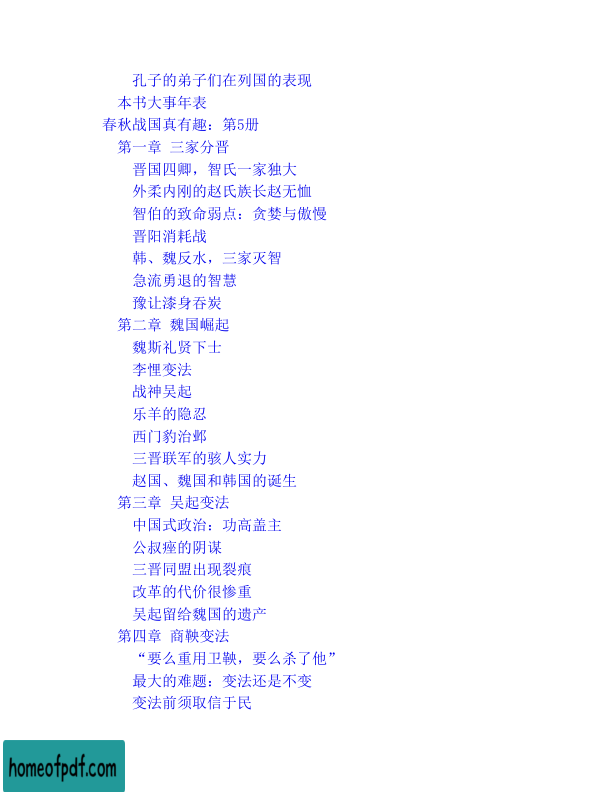 孔子的弟子们在列国的表现
本书大事年表
春秋战国真有趣：第5册
第一章 三家分晋
晋国四卿，智氏一家独大
外柔内刚的赵氏族长赵无恤
智伯的致命弱点：贪婪与傲慢
晋阳消耗战
韩、魏反水，三家灭智
急流勇退的智慧
豫让漆身吞炭
第二章 魏国崛起
魏斯礼贤下士
李悝变法
战神吴起
乐羊的隐忍
西门豹治邺
三晋联军的骇人实力
赵国、魏国和韩国的诞生
第三章 吴起变法
中国式政治：功高盖主
公叔痤的阴谋
三晋同盟出现裂痕
改革的代价很惨重
吴起留给魏国的遗产
第四章 商鞅变法
“要么重用卫鞅，要么杀了他”
最大的难题：变法还是不变
变法前须取信于民
homeofpdf.com